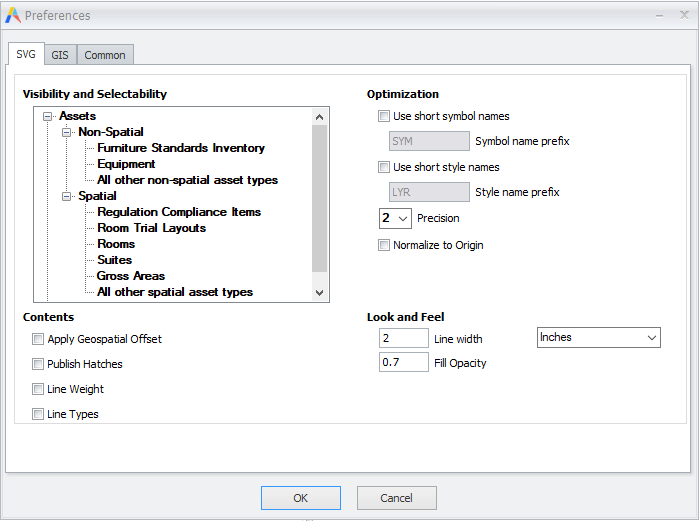 Preferences
SVG GIS Common
Visibility and Selectability
Assets
Non-Spatial
Furniture Standards Inventory
Equipment
All other non-spatial asset types
Spatial
Regulation Compliance Items
Room Trial Layouts
Rooms
Suites
Gross Areas
All other spatial asset types
Optimization
Use short symbol names
SYM Symbol name prefix
Use short style names
LYR Style name prefix
2 Precision
Normalize to Origin
Contents
Apply Geospatial Offset
Publish Hatches
Line Weight
Line Types
Look and Feel
2 Line width Inches
0.7 Fill Opacity
OK Cancel